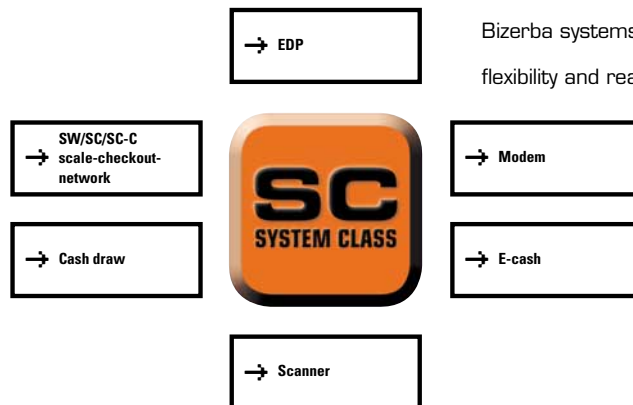 EDP
Bizerba systems
flexibility and rea
SW/SC/SC-C
scale-checkout-
network
SC
SYSTEM CLASS
Modem
Cash draw
E-cash
Scanner